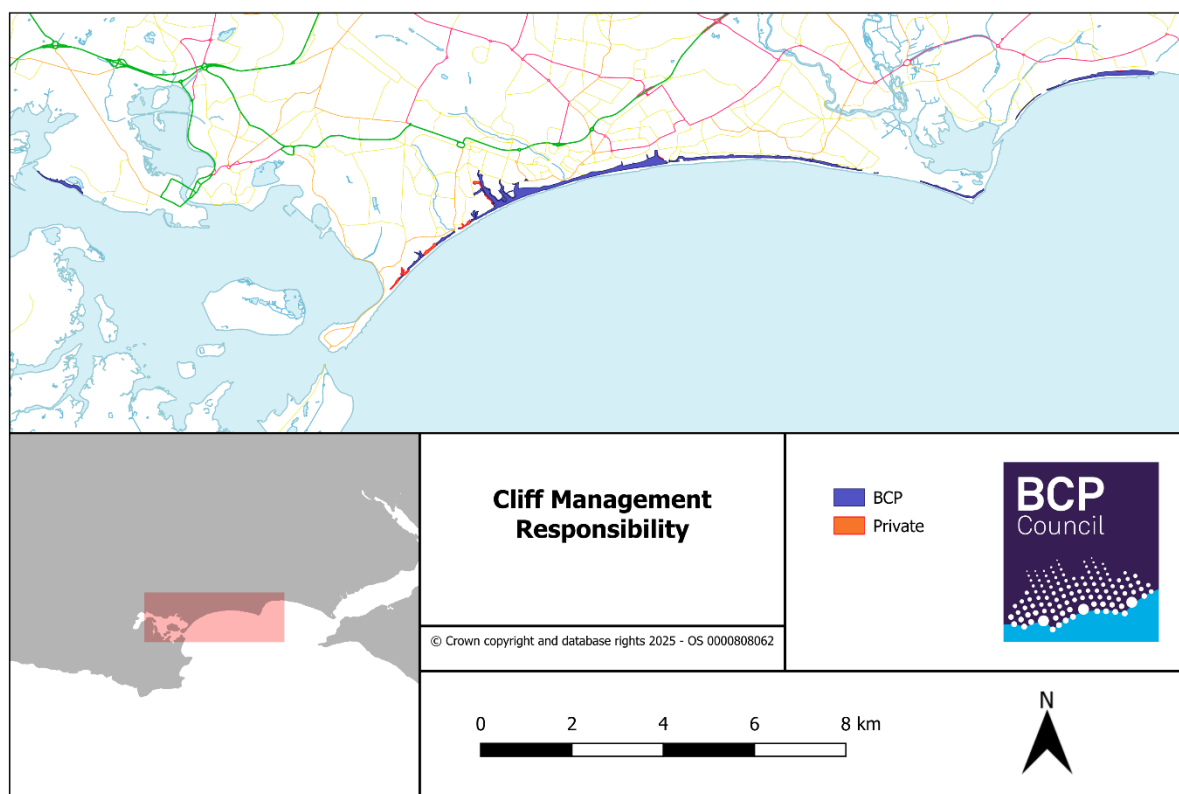 Cliff Management
Responsibility
© Crown copyright and database rights 2025 - OS 0000808062
BCP
Private
BCP
Council
0 2 4 6 8 km
N